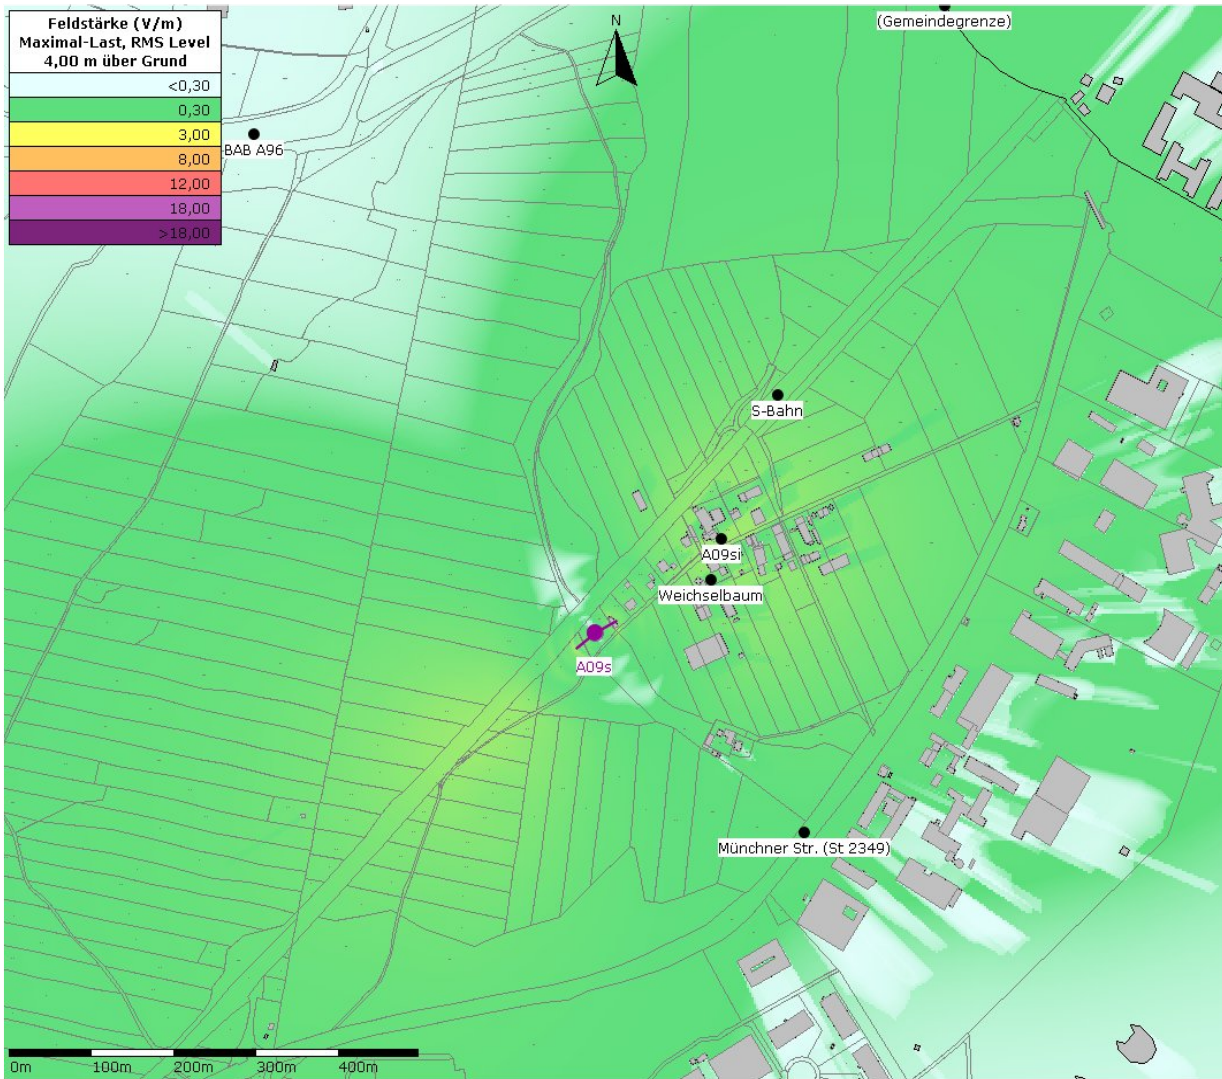 Feldstärke (V/m)
Maximal-Last, RMS Level
4,00 m über Grund
<0,30
0,30
3,00
8,00
12,00
18,00
>18,00
N
(Gemeindegrenze)
BAB A96
S-Bahn
A09si
Weichselbaum
A09s
Münchner Str. (St 2349)
0m 100m 200m 300m 400m